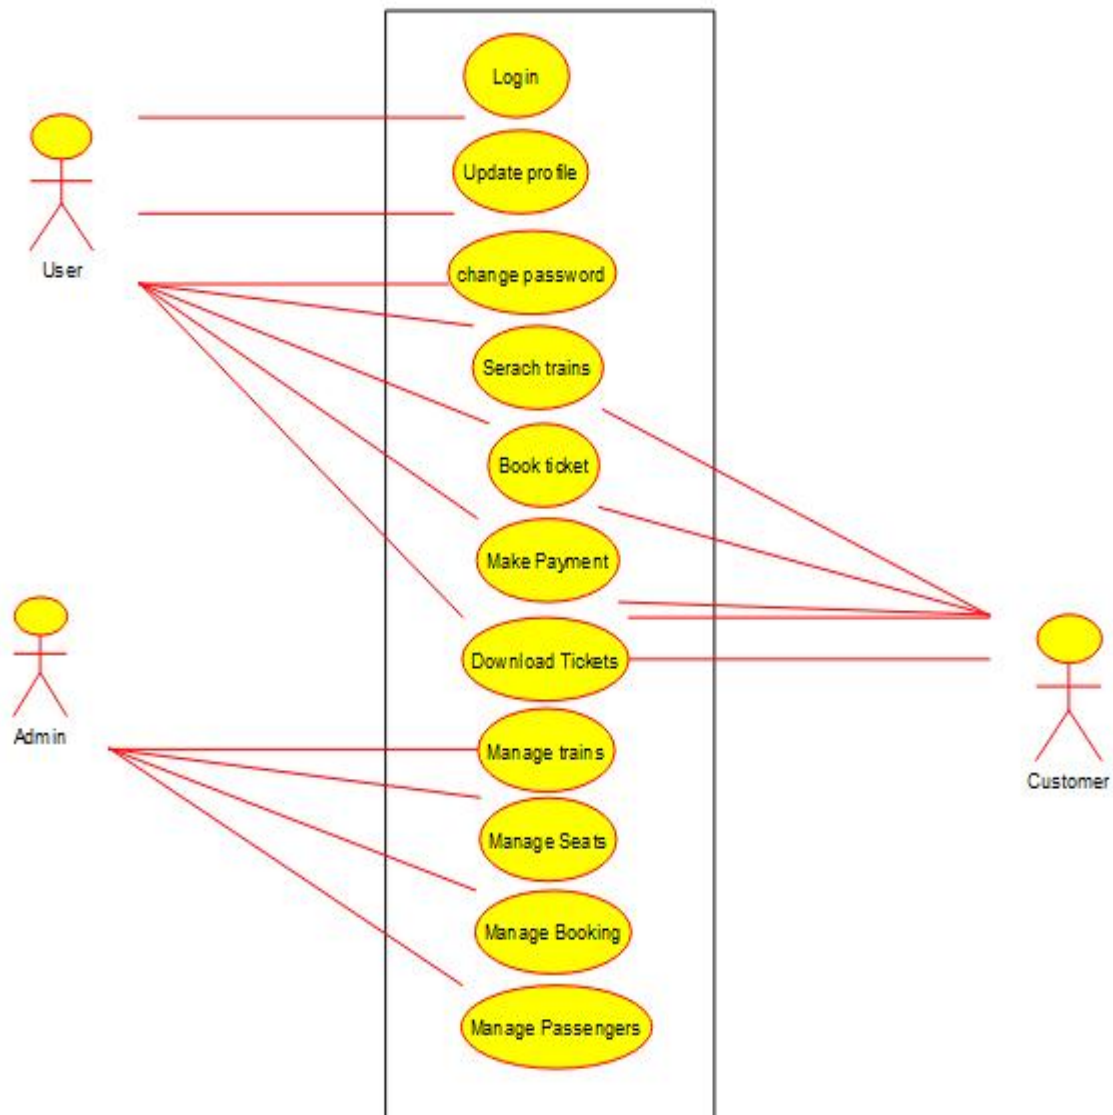 Login
Update profile
User
change password
Serach trains
Book ticket
Make Payment
Download Tickets
Admin
Manage trains
Customer
Manage Seats
Manage Booking
Manage Passengers